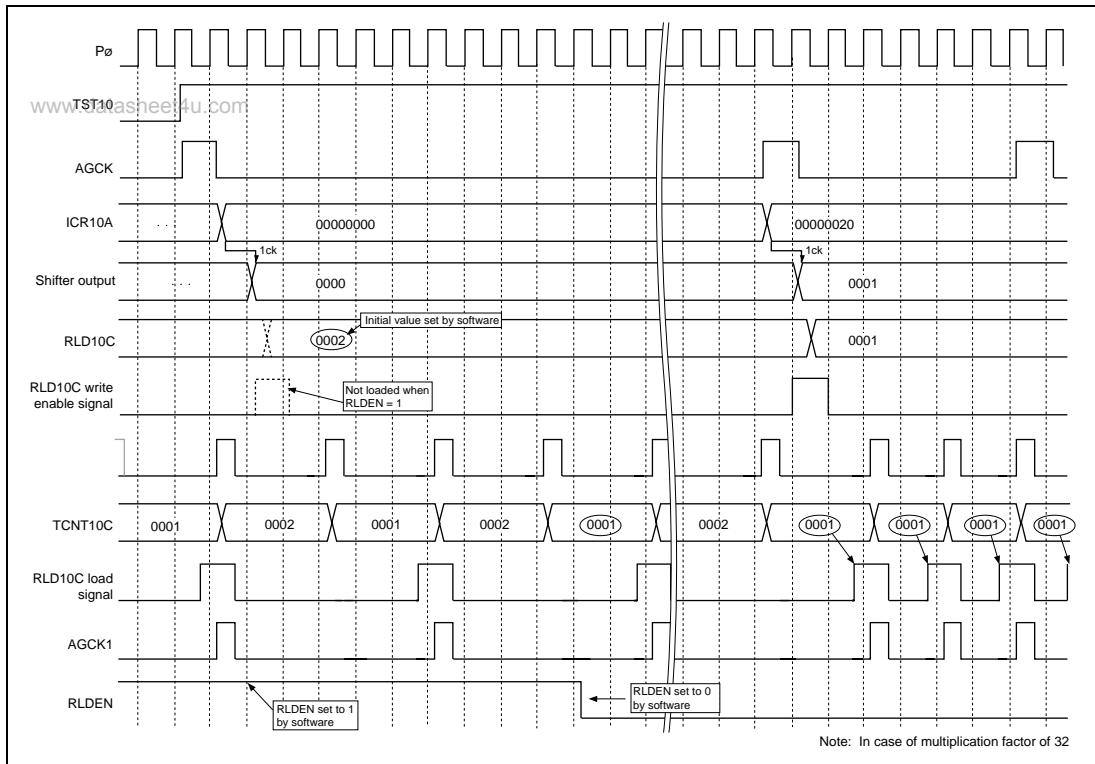 Pø
TST10
www.datasheet4u.com
AGCK
ICR10A
. . 00000000 00000020
1ck 1ck
Shifter output
. . . 0000 0001
Initial value set by software
RLD10C
0002 0001
RLD10C write
enable signal
Not loaded when
RLDEN = 1
TCNT10C
0001 0002 0001 0002 0001 0002 0001 0001 0001 0001
RLD10C load
signal
AGCK1
RLDEN
RLDEN set to 1
by software
RLDEN set to 0
by software
Note: In case of multiplication factor of 32